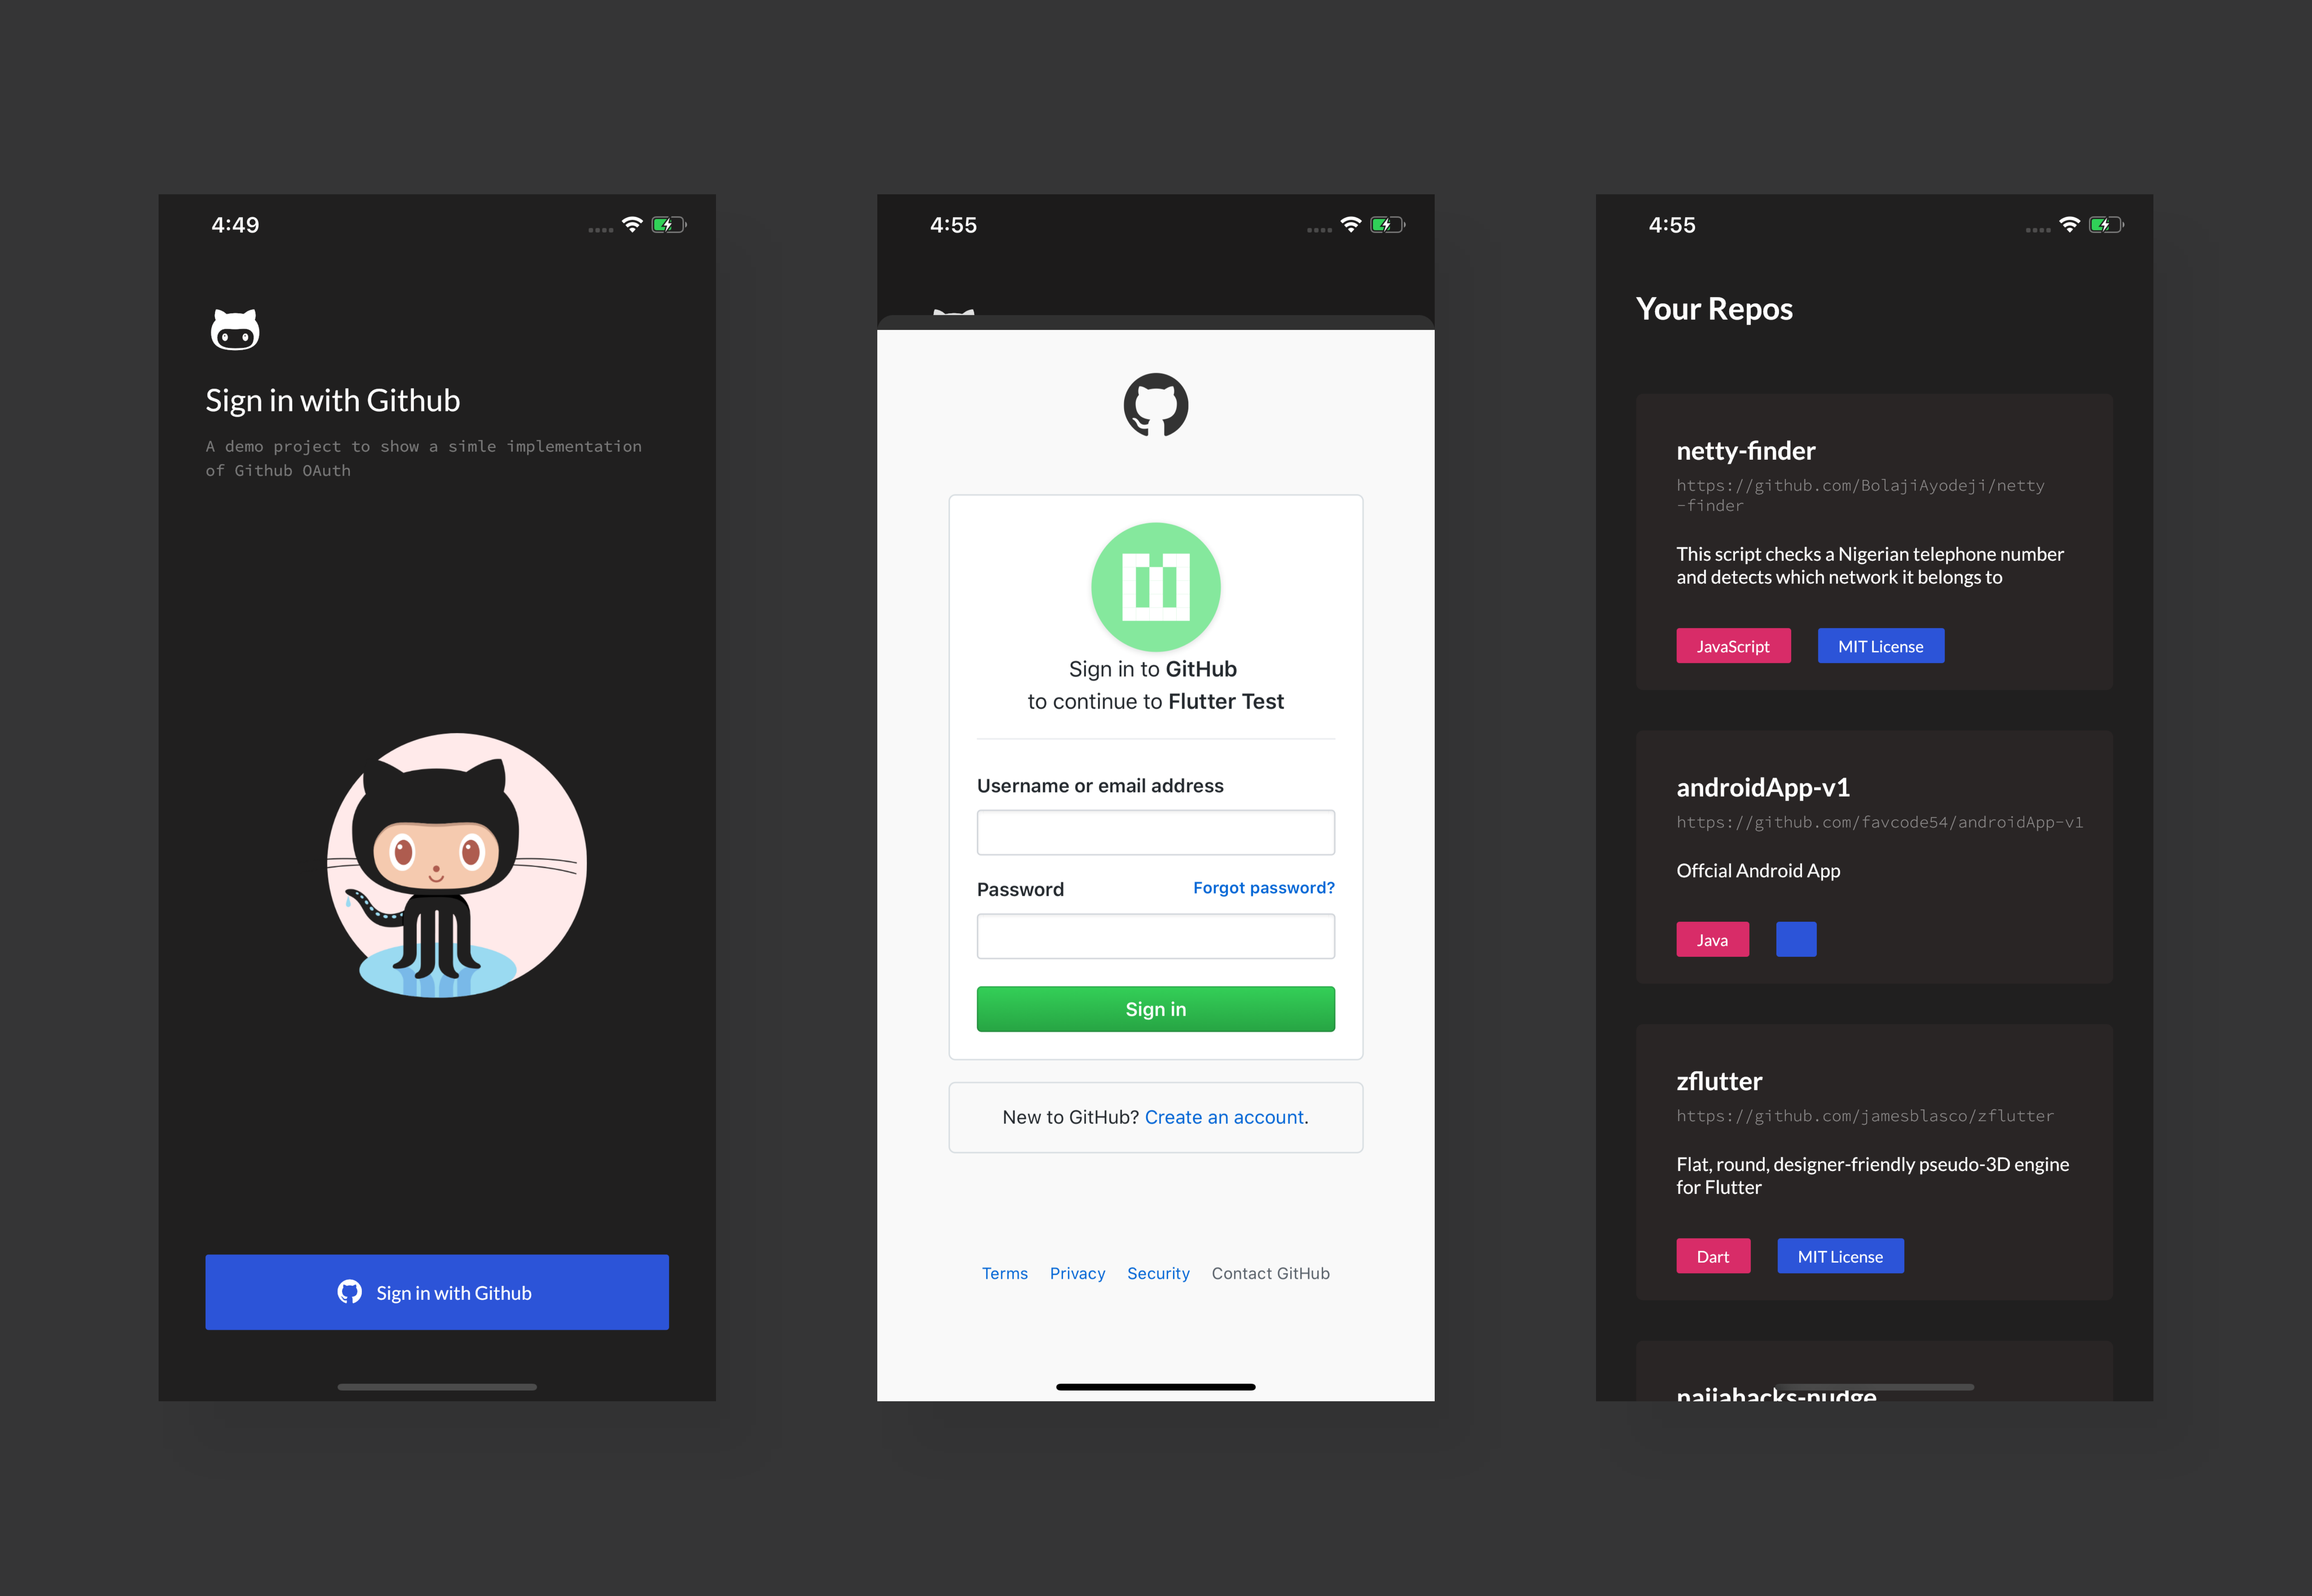 4:49
Sign in with Github
A demo project to show a simle implementation
of Github OAuth
Sign in with Github
4:55
Sign in to GitHub
to continue to Flutter Test
Username or email address
Password
Forgot password?
Sign in
New to GitHub? Create an account.
Terms Privacy Security Contact GitHub
4:55
Your Repos
netty-finder
https://github.com/BolajiAyodeji/netty
-finder
This script checks a Nigerian telephone number
and detects which network it belongs to
JavaScript MIT License
androidApp-v1
https://github.com/favcode54/androidApp-v1
Offcial Android App
Java
zflutter
https://github.com/jamesblasco/zflutter
Flat, round, designer-friendly pseudo-3D engine
for Flutter
Dart MIT License
naijahacks-nudge